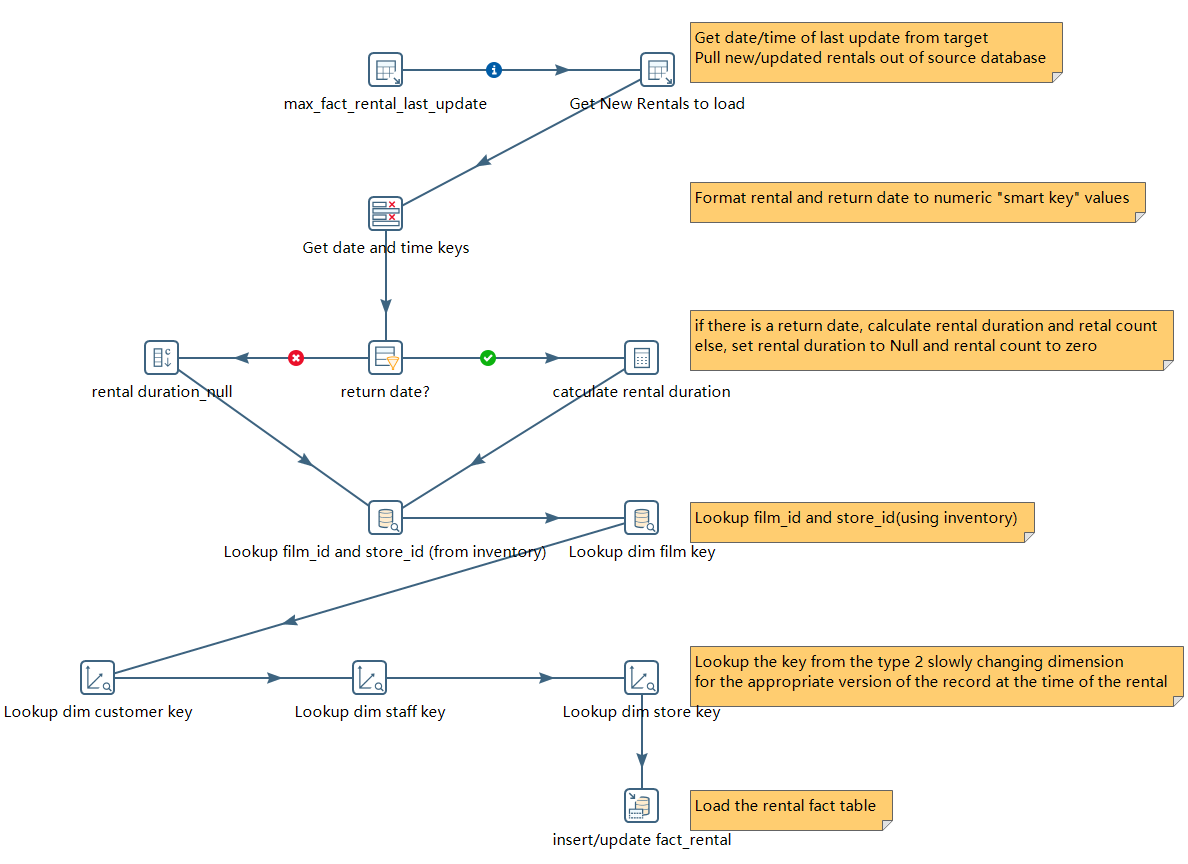 Get date/time of last update from target
Pull new/updated rentals out of source database
max_fact_rental_last_update
Get New Rentals to load
Format rental and return date to numeric "smart key" values
Get date and time keys
if there is a return date, calculate rental duration and retal count
else, set rental duration to Null and rental count to zero
rental duration_null
return date?
catculate rental duration
Lookup film_id and store_id(using inventory)
Lookup film_id and store_id (from inventory)
Lookup dim film key
Lookup the key from the type 2 slowly changing dimension
for the appropriate version of the record at the time of the rental
Lookup dim customer key
Lookup dim staff key
Lookup dim store key
Load the rental fact table
insert/update fact_rental